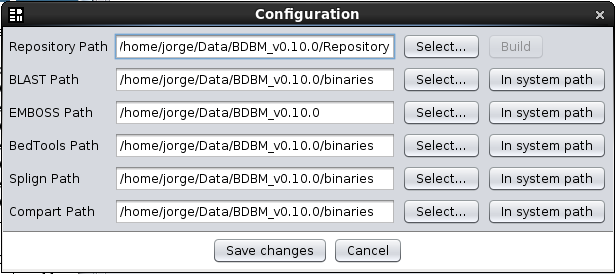 Configuration
Repository Path /home/jorge/Data/BDBM_v0.10.0/Repository Select... Build
BLAST Path /home/jorge/Data/BDBM_v0.10.0/binaries Select... In system path
EMBOSS Path /home/jorge/Data/BDBM_v0.10.0 Select... In system path
BedTools Path /home/jorge/Data/BDBM_v0.10.0/binaries Select... In system path
Splign Path /home/jorge/Data/BDBM_v0.10.0/binaries Select... In system path
Compart Path /home/jorge/Data/BDBM_v0.10.0/binaries Select... In system path
Save changes Cancel